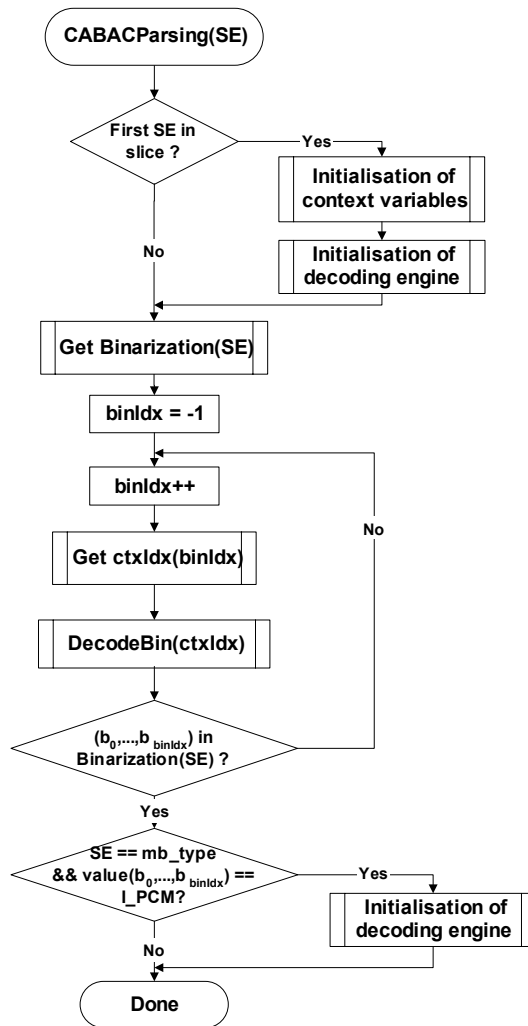 CABACParsing(SE)
First SE in
slice ?
Yes
Initialisation of
context variables
No
Initialisation of
decoding engine
Get Binarization(SE)
binIdx = -1
binIdx++
No
Get ctxIdx(binIdx)
DecodeBin(ctxIdx)
(b0,...,b binIdx) in
Binarization(SE) ?
Yes
SE == mb_type
&& value(b0,...,b binIdx) ==
I_PCM?
Yes
Initialisation of
decoding engine
No
Done